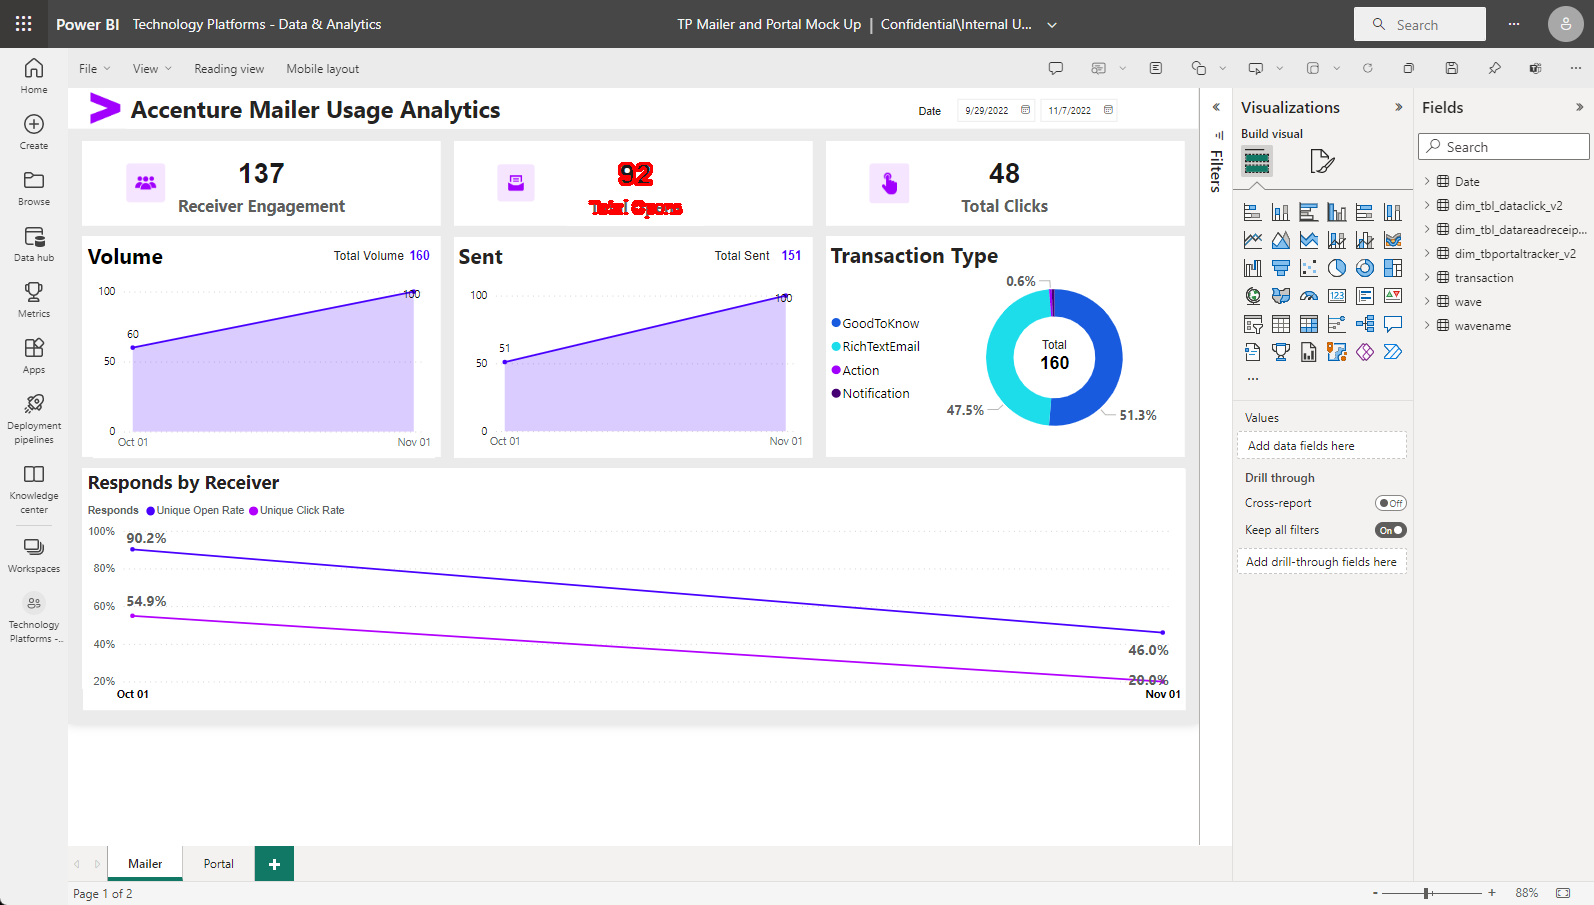 Power BI Technology Platforms - Data & Analytics
TP Mailer and Portal Mock Up | Confidential\Internal U...
Search
File View Reading view Mobile layout
Home
Create
Browse
Data hub
Metrics
Apps
Deployment
pipelines
Knowledge
center
Workspaces
Technology
Platforms -...
Accenture Mailer Usage Analytics
Date 9/29/2022 11/7/2022
137
Receiver Engagement
92
Total Opens
48
Total Clicks
Volume
Total Volume 160
100
50
0
60
100
Oct 01
Nov 01
Sent
Total Sent 151
100
50
0
51
100
Oct 01
Nov 01
Transaction Type
GoodToKnow
RichTextEmail
Action
Notification
0.6%
Total
160
47.5%
51.3%
Responds by Receiver
Responds Unique Open Rate Unique Click Rate
100%
80%
60%
40%
20%
90.2%
54.9%
46.0%
20.0%
Oct 01
Nov 01
Filters
Visualizations
Build visual
123
...
Values
Add data fields here
Drill through
Cross-report Off
Keep all filters On
Add drill-through fields here
Fields
Search
Date
dim_tbl_dataclick_v2
dim_tbl_datareadreceip...
dim_tbportaltracker_v2
transaction
wave
wavename
Mailer Portal +
Page 1 of 2
- + 88%